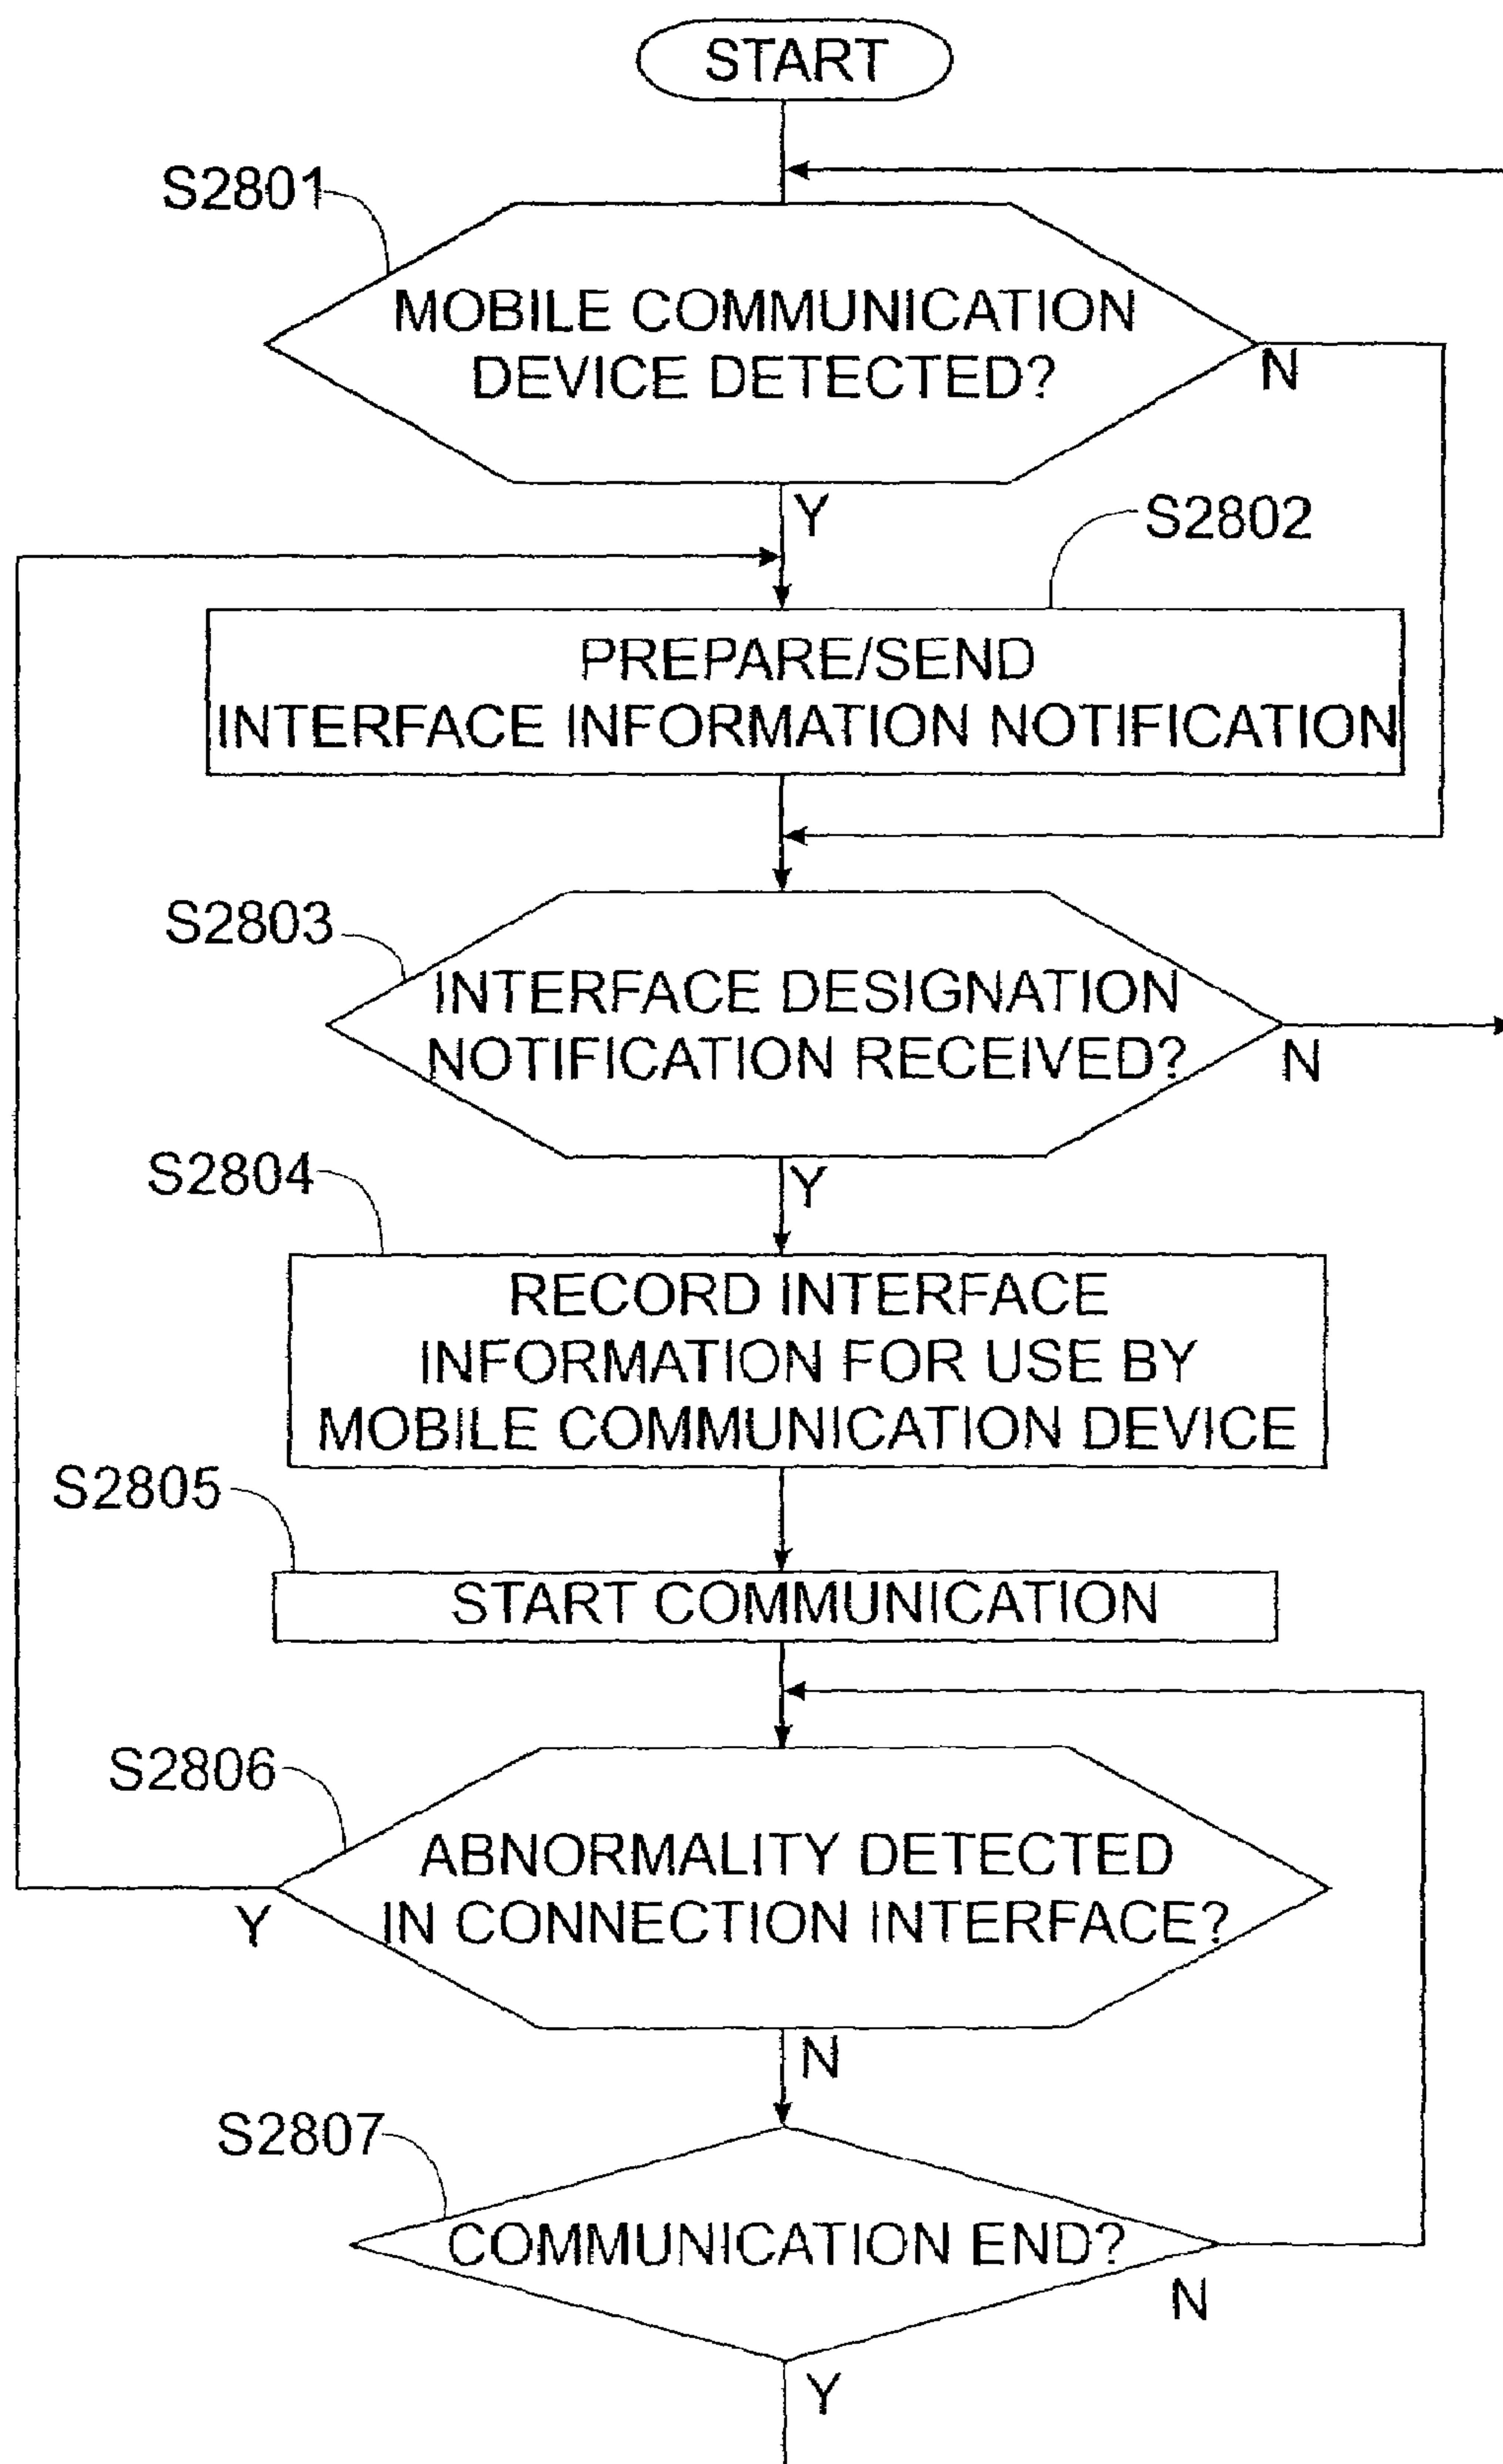 START
S2801
MOBILE COMMUNICATION
DEVICE DETECTED?
N
Y
S2802
PREPARE/SEND
INTERFACE INFORMATION NOTIFICATION
S2803
INTERFACE DESIGNATION
NOTIFICATION RECEIVED?
N
Y
S2804
RECORD INTERFACE
INFORMATION FOR USE BY
MOBILE COMMUNICATION DEVICE
S2805
START COMMUNICATION
S2806
ABNORMALITY DETECTED
IN CONNECTION INTERFACE?
Y
N
S2807
COMMUNICATION END?
N
Y